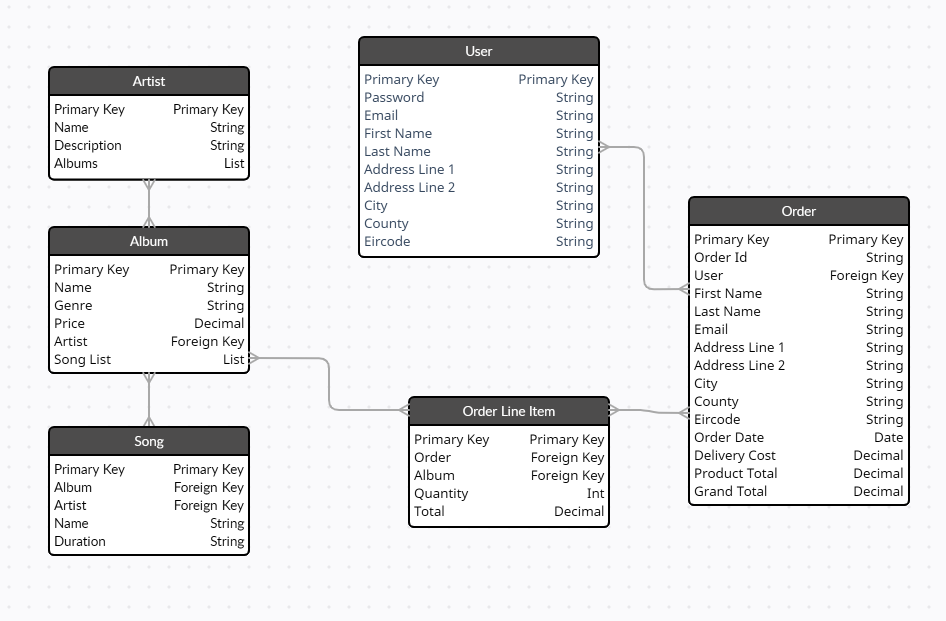 Artist
Primary Key Primary Key
Name String
Description String
Albums List
Album
Primary Key Primary Key
Name String
Genre String
Price Decimal
Artist Foreign Key
Song List List
Song
Primary Key Primary Key
Album Foreign Key
Artist Foreign Key
Name String
Duration String
User
Primary Key Primary Key
Password String
Email String
First Name String
Last Name String
Address Line 1 String
Address Line 2 String
City String
County String
Eircode String
Order Line Item
Primary Key Primary Key
Order Foreign Key
Album Foreign Key
Quantity Int
Total Decimal
Order
Primary Key Primary Key
Order Id String
User Foreign Key
First Name String
Last Name String
Email String
Address Line 1 String
Address Line 2 String
City String
County String
Eircode String
Order Date Date
Delivery Cost Decimal
Product Total Decimal
Grand Total Decimal